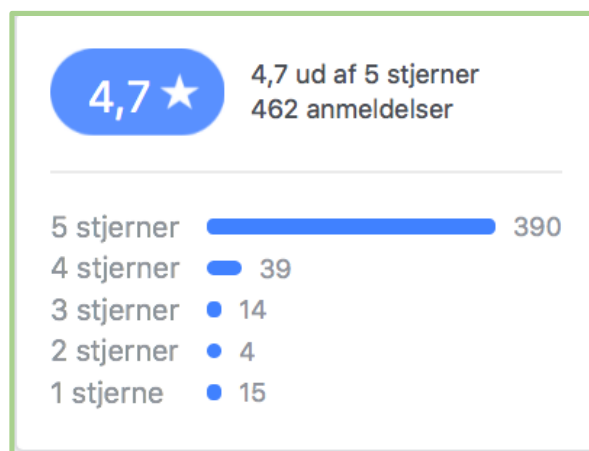 4,7 ★
4,7 ud af 5 stjerner
462 anmeldelser
5 stjerner 390
4 stjerner 39
3 stjerner 14
2 stjerner 4
1 stjerne 15